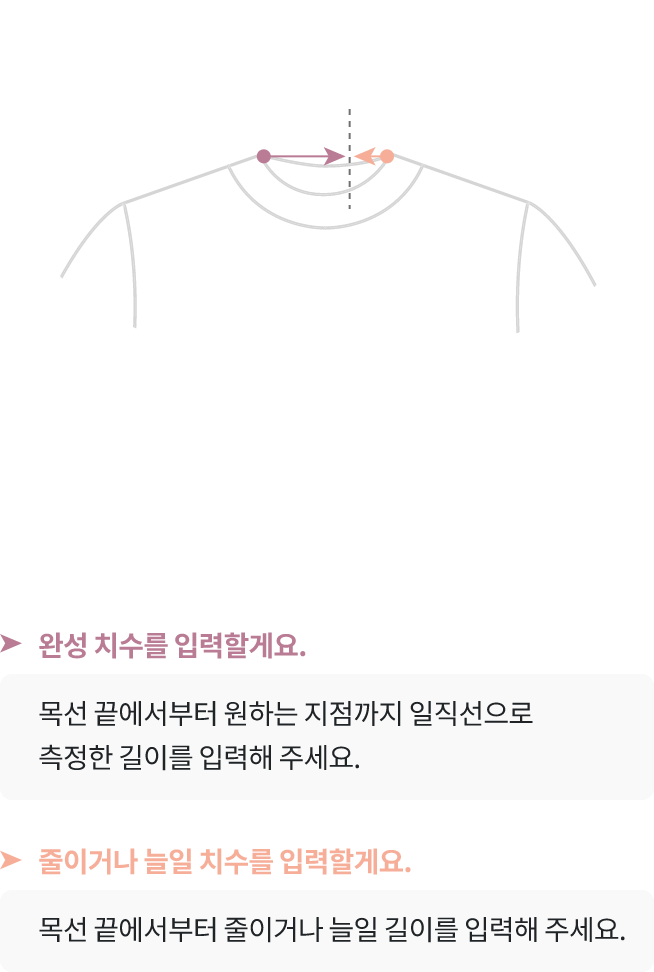 완성 치수를 입력할게요.
목선 끝에서부터 원하는 지점까지 일직선으로
측정한 길이를 입력해 주세요.
줄이거나 늘일 치수를 입력할게요.
목선 끝에서부터 줄이거나 늘일 길이를 입력해 주세요.